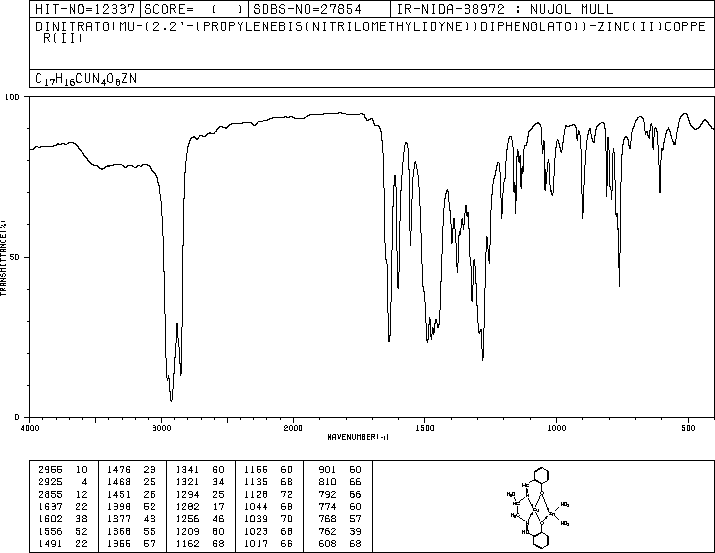 HIT-NO=12337 SCORE= ( ) SDBS-NO=27854 IR-NIDA-38972 : NUJOL MULL
DINITRATO(MU-(2.2'-(PROPYLENEBIS(NITRILOMETHYLIDYNE))DIPHENOLATO))-ZINC(II)COPPE
R(II)
C17H16CUN4O8ZN
100
50
0
TRANSMITTANCE(%)
4000 3000 2000 1500 1000 500
WAVENUMBER(-1)
2955 10 1476 23 1341 60 1155 60 901 60
2925 4 1468 25 1321 34 1135 68 810 66
2855 12 1451 26 1294 25 1128 72 792 66
1637 22 1398 52 1282 17 1044 68 774 60
1602 38 1377 43 1256 46 1039 70 768 57
1556 52 1368 55 1209 60 1023 68 762 39
1491 22 1366 57 1162 68 1017 66 608 68